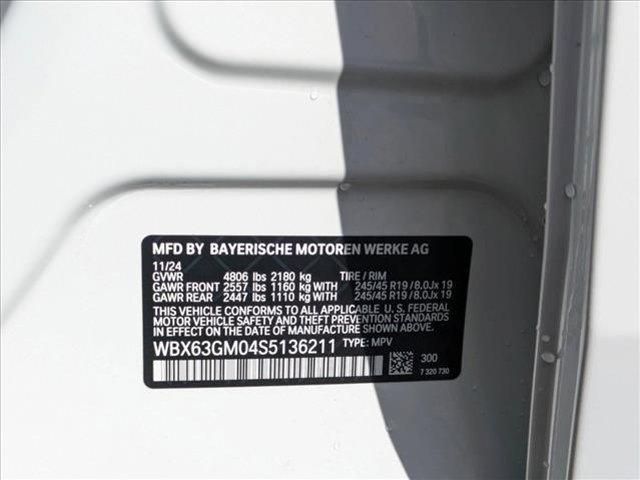 MFD BY BAYERISCHE MOTOREN WERKE AG
11/24
GVWR 4806 lbs 2180 kg TIRE / RIM
GAWR FRONT 2557 lbs 1160 kg WITH 245/45 R19 / 8.0Jx 19
GAWR REAR 2447 lbs 1110 kg WITH 245/45 R19 / 8.0Jx 19
THIS VEHICLE CONFORMS TO ALL APPLICABLE U. S. FEDERAL
MOTOR VEHICLE SAFETY, BUMPER, AND THEFT PREVENTION
STANDARDS IN EFFECT ON THE DATE OF MANUFACTURE SHOWN ABOVE.
WBX63GM04S5136211 TYPE: MPV
300
7 320 730